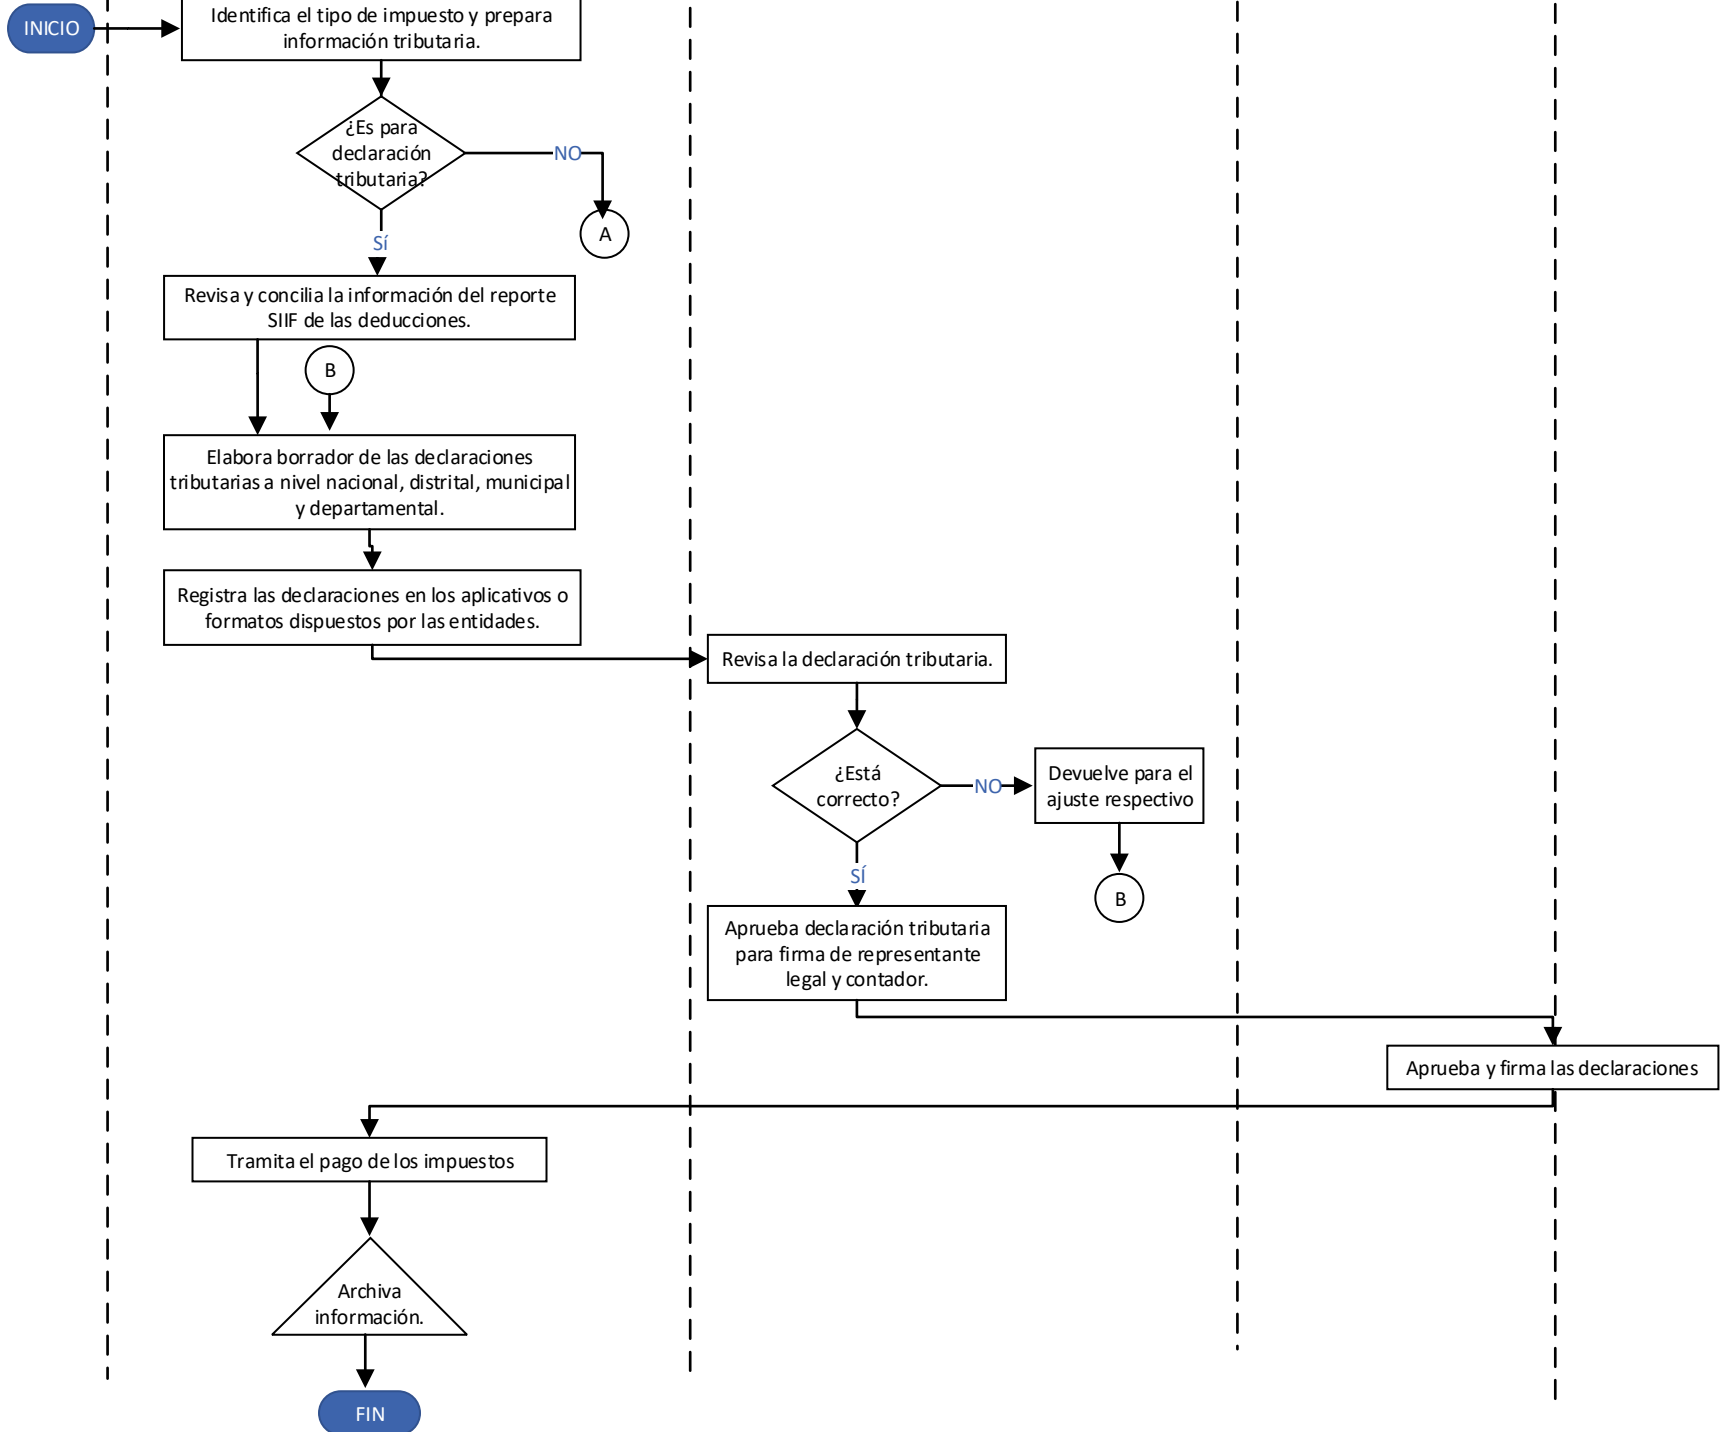 INICIO
Identifica el tipo de impuesto y prepara
información tributaria.
¿Es para
declaración
tributaria?
NO
A
Sí
Revisa y concilia la información del reporte
SIIF de las deducciones.
B
Elabora borrador de las declaraciones
tributarias a nivel nacional, distrital, municipal
y departamental.
Registra las declaraciones en los aplicativos o
formatos dispuestos por las entidades.
Revisa la declaración tributaria.
¿Está
correcto?
NO
Devuelve para el
ajuste respectivo
SÍ
B
Aprueba declaración tributaria
para firma de representante
legal y contador.
Aprueba y firma las declaraciones
Tramita el pago de los impuestos
Archiva
información.
FIN